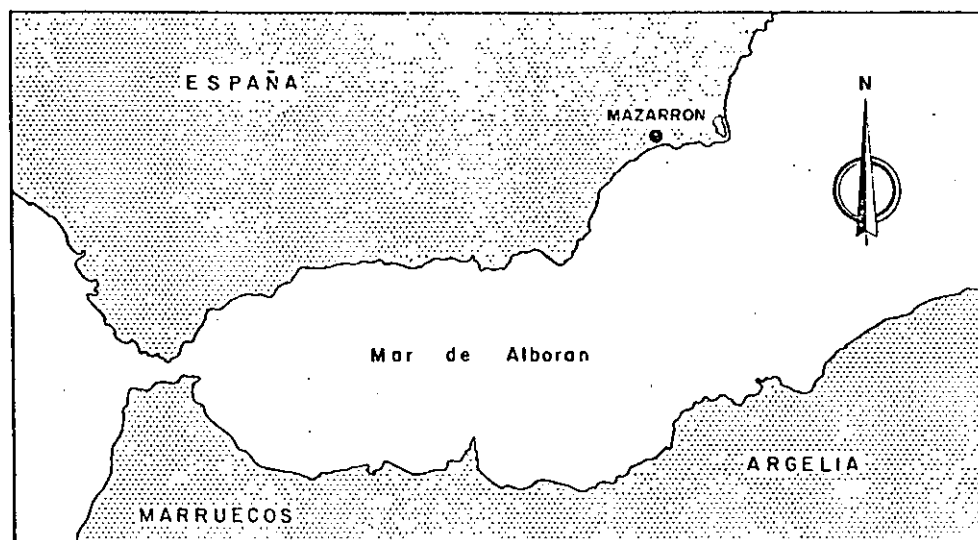 ESPAÑA
N
MAZARRON
Mar de Alboran
ARGELIA
MARRUECOS